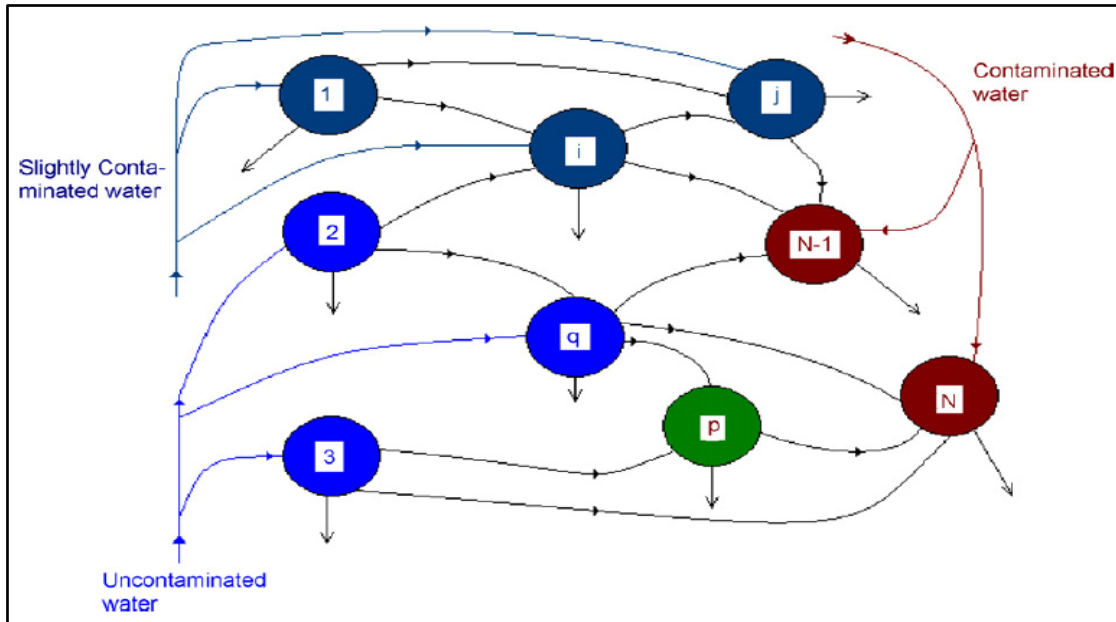 1
j
Contaminated
water
Slightly Conta-
minated water
i
2
N-1
q
N
p
3
Uncontaminated
water